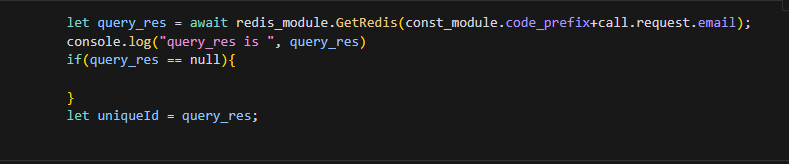 let query_res = await redis_module.GetRedis(const_module.code_prefix+call.request.email);
console.log("query_res is ", query_res)
if(query_res == null){
}
let uniqueId = query_res;